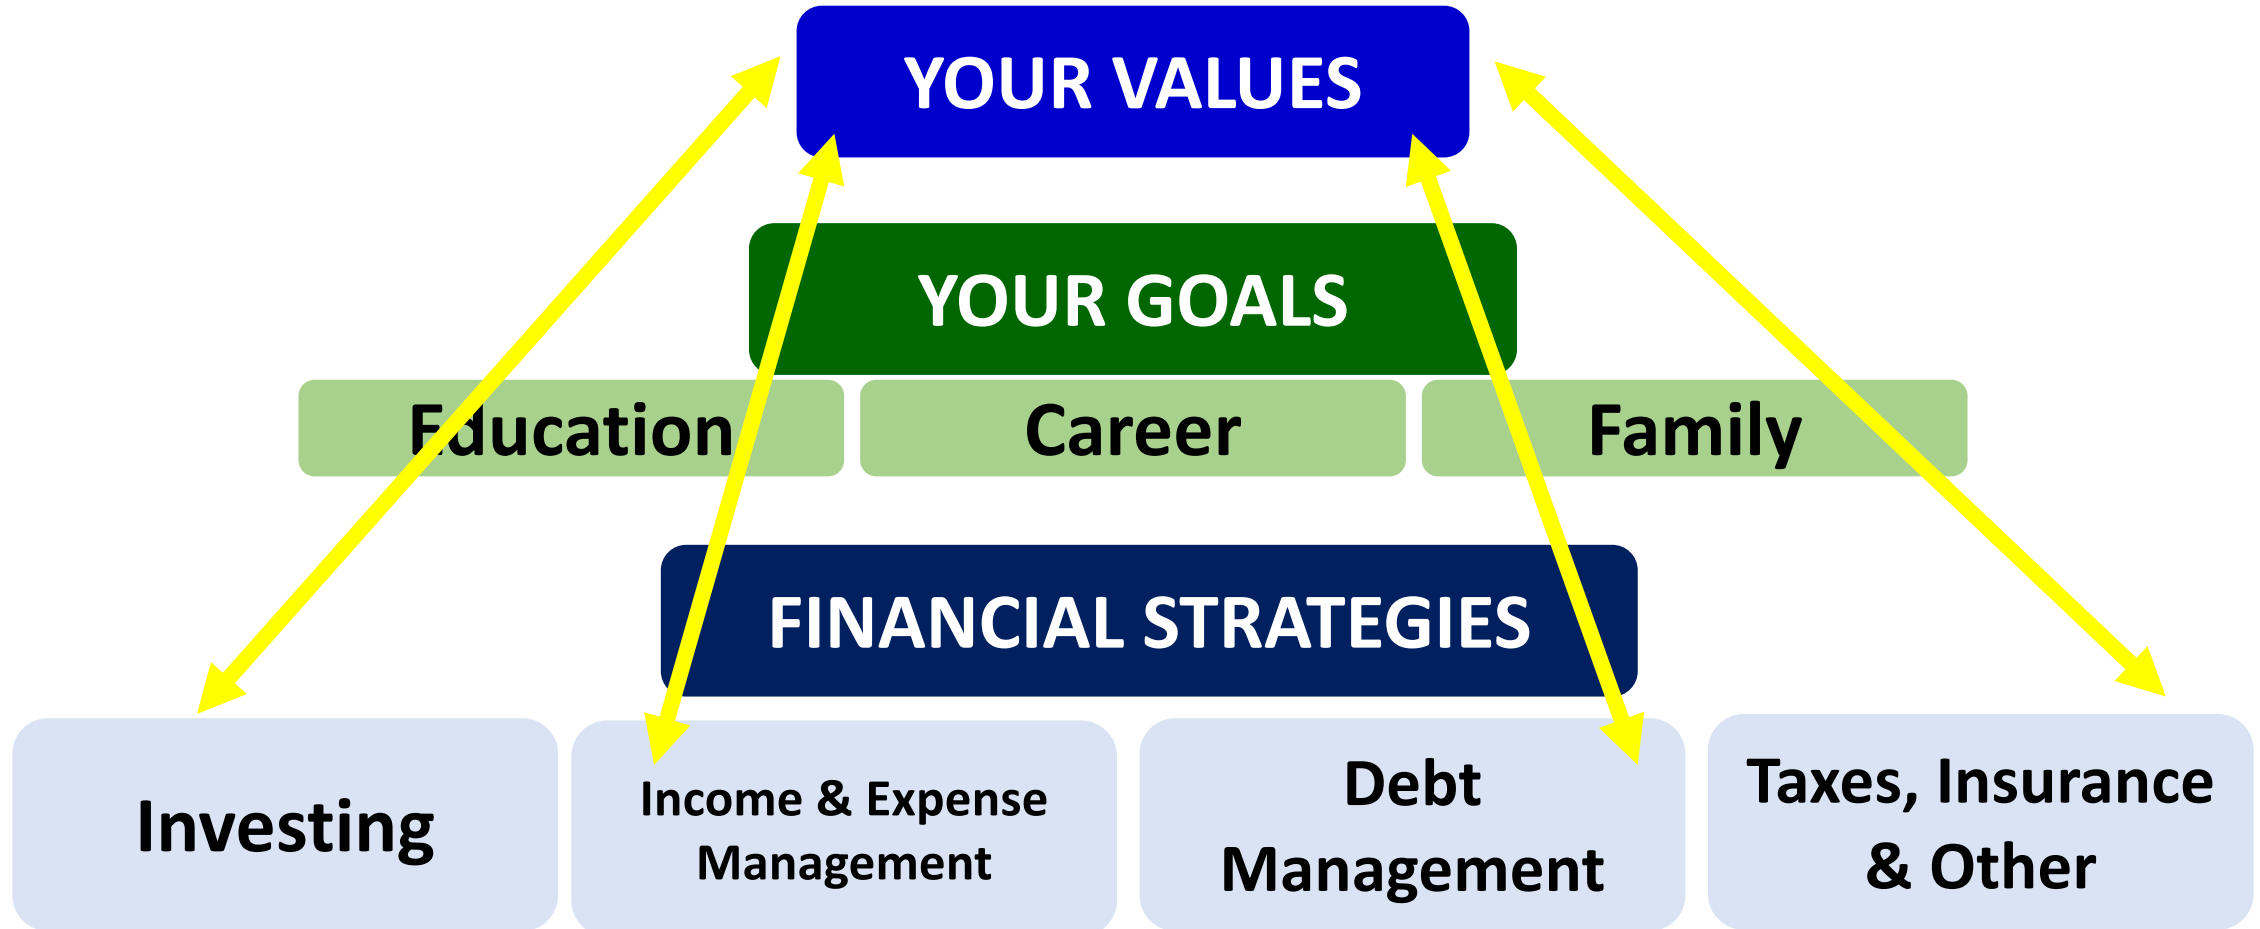 YOUR VALUES
YOUR GOALS
Education
Career
Family
FINANCIAL STRATEGIES
Investing
Income & Expense
Management
Debt
Management
Taxes, Insurance
& Other